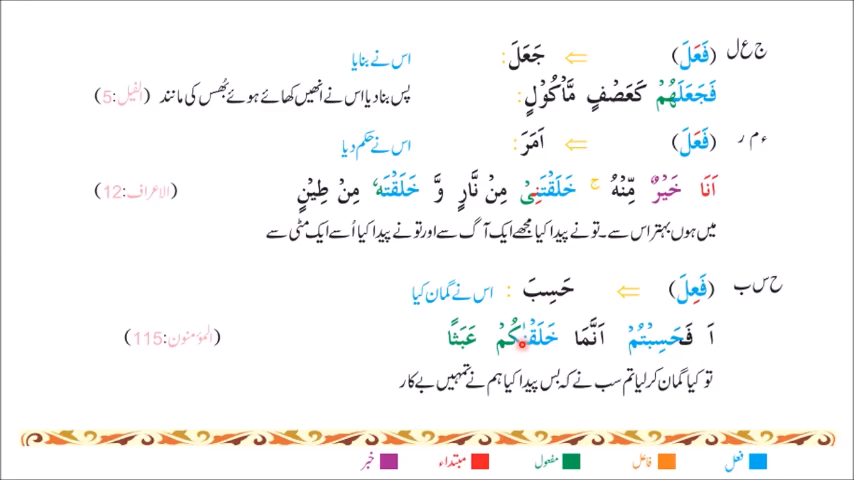 ج ع ل (فَعَلَ) ⇐ جَعَلَ : اس نے بنایا
فَجَعَلَهُمْ كَعَصْفٍ مَّاْكُوْلٍ : پس بنادیا اس نے انھیں کھائے ہوئے بُھس کی مانند (الفیل:5)
ء م ر (فَعَلَ) ⇐ اَمَرَ : اس نے حکم دیا
اَنَا خَيْرٌ مِّنْهُ ۚ خَلَقْتَنِىْ مِنْ نَّارٍ وَّ خَلَقْتَهٗ مِنْ طِيْنٍ (الاعراف:12)
میں ہوں بہتر اس سے۔ تو نے پیدا کیا مجھے ایک آگ سے اور تو نے پیدا کیا اُسے ایک مٹی سے
ح س ب (فَعِلَ) ⇐ حَسِبَ : اس نے گمان کیا
اَ فَحَسِبْتُمْ اَنَّمَا خَلَقْنٰكُمْ عَبَثًا (المؤمنون:115)
تو کیا گمان کرلیا تم سب نے کہ بس پیدا کیا ہم نے تمہیں بے کار
فعل فاعل مفعول مبتداء خبر